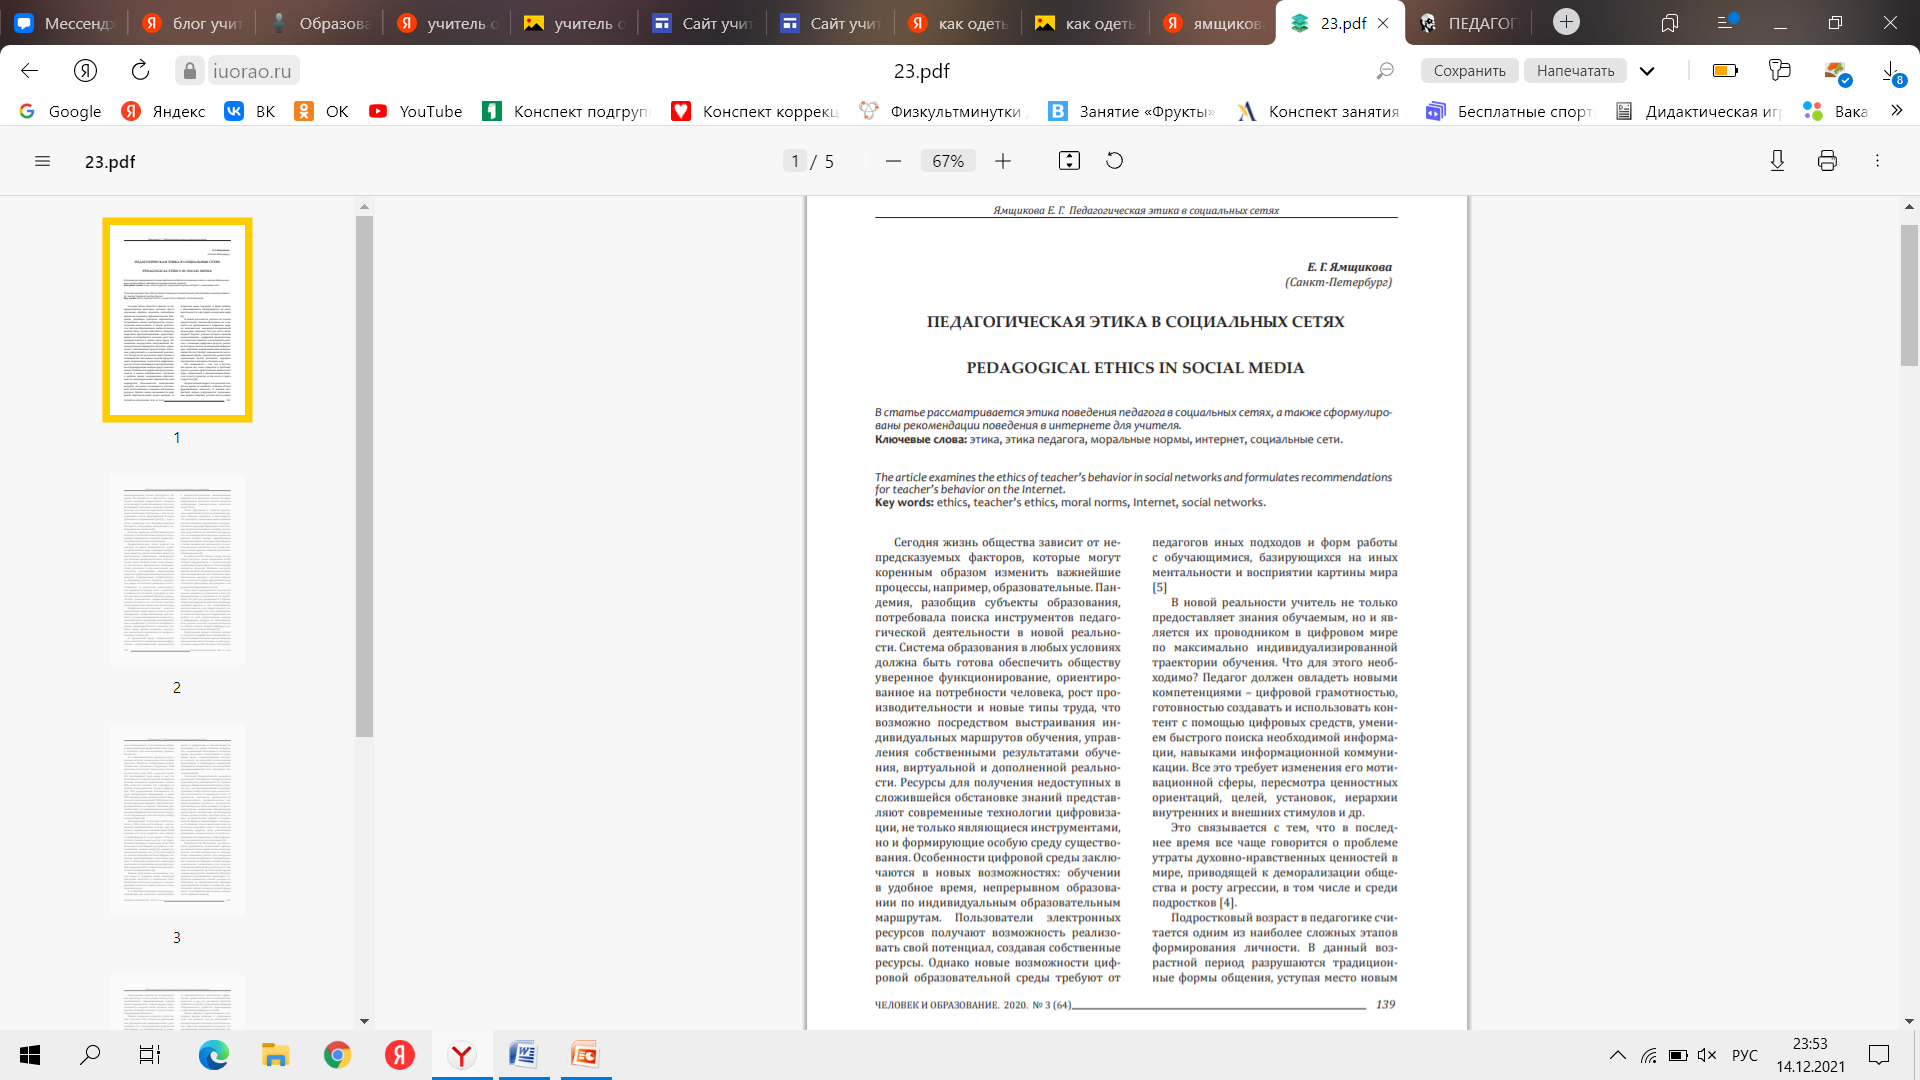 Мессендж
блог учит
Образова
учитель о
учитель о
Сайт учит
Сайт учит
как одеть
как одеть
ямщиков
23.pdf
ПЕДАГОГ
iuorao.ru
23.pdf
Сохранить
Напечатать
8
Google
Яндекс
ВК
ОК
YouTube
Конспект подгрупп
Конспект коррекц
Физкультминутки
Занятие «Фрукты»
Конспект занятия
Бесплатные спорт
Дидактическая иг
Вака
23.pdf
1 / 5
67%
1
2
3
Ямщикова Е. Г. Педагогическая этика в социальных сетях
Е. Г. Ямщикова
(Санкт-Петербург)
ПЕДАГОГИЧЕСКАЯ ЭТИКА В СОЦИАЛЬНЫХ СЕТЯХ
PEDAGOGICAL ETHICS IN SOCIAL MEDIA
В статье рассматривается этика поведения педагога в социальных сетях, а также сформулиро-
ваны рекомендации поведения в интернете для учителя.
Ключевые слова: этика, этика педагога, моральные нормы, интернет, социальные сети.
The article examines the ethics of teacher's behavior in social networks and formulates recommendations
for teacher's behavior on the Internet.
Key words: ethics, teacher's ethics, moral norms, Internet, social networks.
Сегодня жизнь общества зависит от не-
предсказуемых факторов, которые могут
коренным образом изменить важнейшие
процессы, например, образовательные. Пан-
демия, разобщив субъекты образования,
потребовала поиска инструментов педаго-
гической деятельности в новой реально-
сти. Система образования в любых условиях
должна быть готова обеспечить обществу
уверенное функционирование, ориентиро-
ванное на потребности человека, рост про-
изводительности и новые типы труда, что
возможно посредством выстраивания ин-
дивидуальных маршрутов обучения, управ-
ления собственными результатами обуче-
ния, виртуальной и дополненной реально-
сти. Ресурсы для получения недоступных в
сложившейся обстановке знаний представ-
ляют современные технологии цифровиза-
ции, не только являющиеся инструментами,
но и формирующие особую среду существо-
вания. Особенности цифровой среды заклю-
чаются в новых возможностях: обучении
в удобное время, непрерывном образова-
нии по индивидуальным образовательным
маршрутам. Пользователи электронных
ресурсов получают возможность реализо-
вать свой потенциал, создавая собственные
ресурсы. Однако новые возможности циф-
ровой образовательной среды требуют от
педагогов иных подходов и форм работы
с обучающимися, базирующихся на иных
ментальности и восприятии картины мира
[5]
В новой реальности учитель не только
предоставляет знания обучаемым, но и яв-
ляется их проводником в цифровом мире
по максимально индивидуализированной
траектории обучения. Что для этого необ-
ходимо? Педагог должен овладеть новыми
компетенциями – цифровой грамотностью,
готовностью создавать и использовать кон-
тент с помощью цифровых средств, умени-
ем быстрого поиска необходимой информа-
ции, навыками информационной коммуни-
кации. Все это требует изменения его моти-
вационной сферы, пересмотра ценностных
ориентаций, целей, установок, иерархии
внутренних и внешних стимулов и др.
Это связывается с тем, что в послед-
нее время все чаще говорится о проблеме
утраты духовно-нравственных ценностей в
мире, приводящей к деморализации обще-
ства и росту агрессии, в том числе и среди
подростков [4].
Подростковый возраст в педагогике счи-
тается одним из наиболее сложных этапов
формирования личности. В данный воз-
растной период разрушаются традицион-
ные формы общения, уступая место новым
ЧЕЛОВЕК И ОБРАЗОВАНИЕ. 2020. № 3 (64)
139
РУС
23:53
14.12.2021